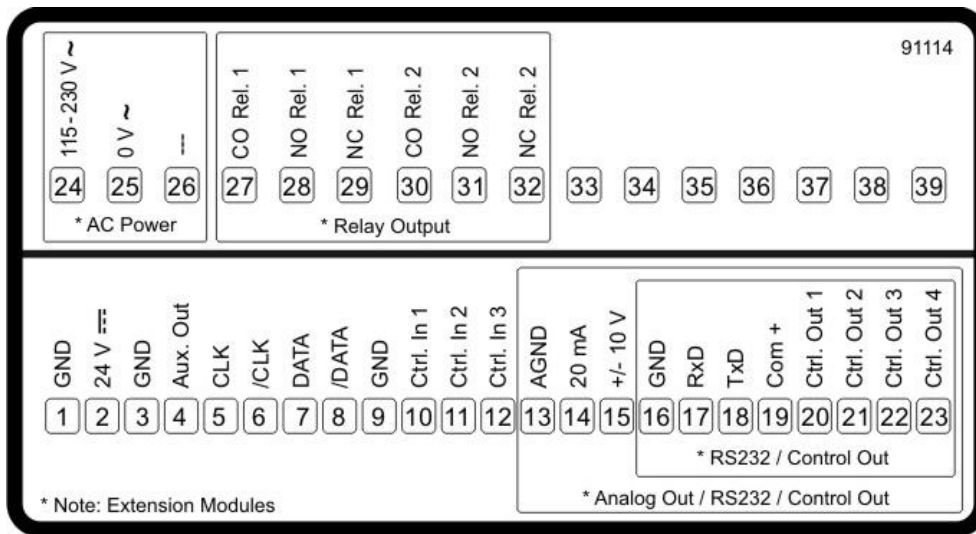 91114
115 - 230 V ~
0 V ~
---
CO Rel. 1
NO Rel. 1
NC Rel. 1
CO Rel. 2
NO Rel. 2
NC Rel. 2
24 25 26 27 28 29 30 31 32 33 34 35 36 37 38 39
* AC Power
* Relay Output
GND
24 V ⎓
GND
Aux. Out
CLK
/CLK
DATA
/DATA
GND
Ctrl. In 1
Ctrl. In 2
Ctrl. In 3
AGND
20 mA
+/- 10 V
GND
RxD
TxD
Com +
Ctrl. Out 1
Ctrl. Out 2
Ctrl. Out 3
Ctrl. Out 4
1 2 3 4 5 6 7 8 9 10 11 12 13 14 15 16 17 18 19 20 21 22 23
* RS232 / Control Out
* Note: Extension Modules
* Analog Out / RS232 / Control Out